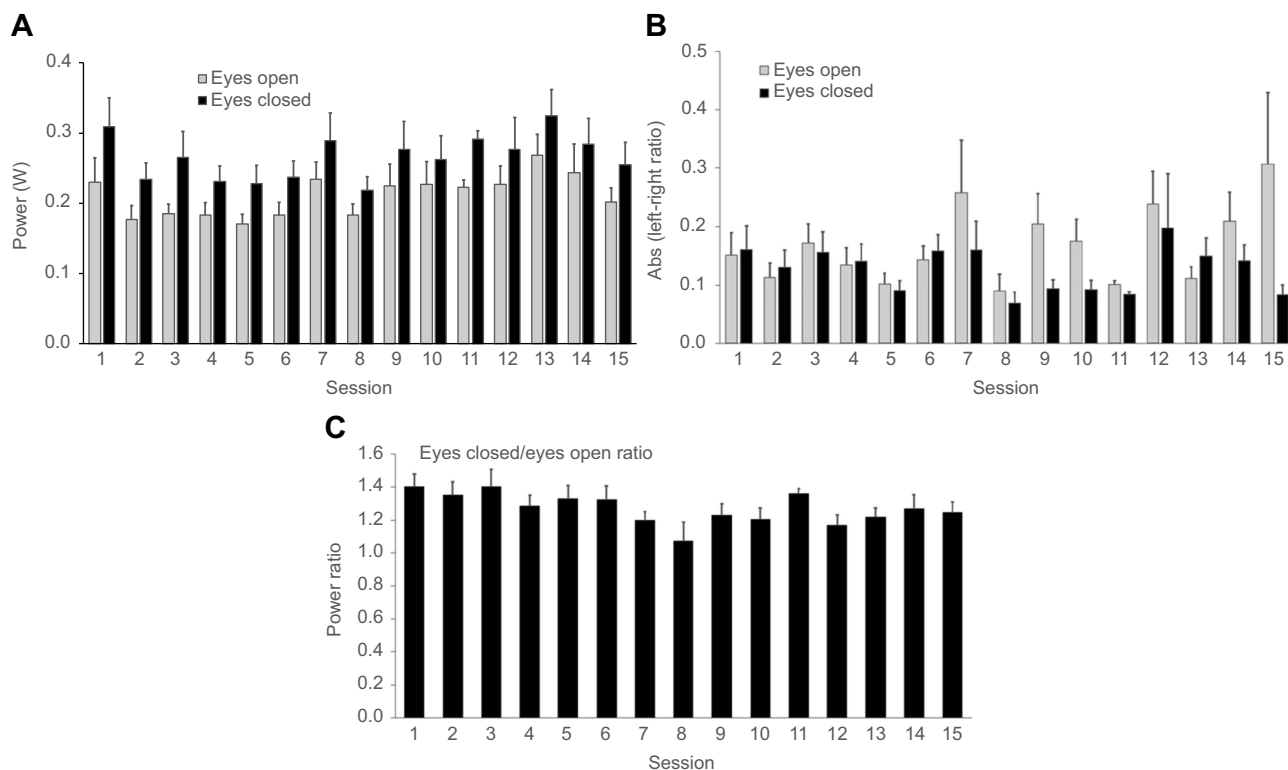 A
Power (W)
0.4
0.3
0.2
0.1
0.0
Eyes open
Eyes closed
1 2 3 4 5 6 7 8 9 10 11 12 13 14 15
Session
B
Abs (left-right ratio)
0.5
0.4
0.3
0.2
0.1
0.0
Eyes open
Eyes closed
1 2 3 4 5 6 7 8 9 10 11 12 13 14 15
Session
C
Power ratio
1.6
1.4
1.2
1.0
0.8
0.6
0.4
0.2
0.0
Eyes closed/eyes open ratio
1 2 3 4 5 6 7 8 9 10 11 12 13 14 15
Session